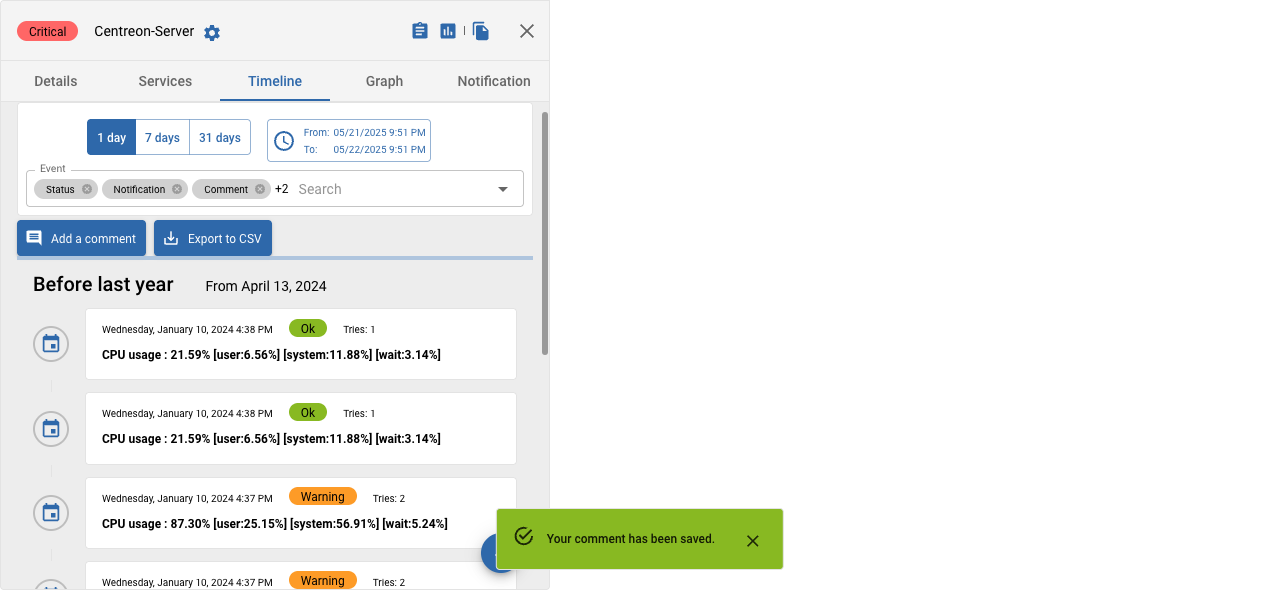 Critical Centreon-Server
Details Services Timeline Graph Notification
1 day 7 days 31 days
From: 05/21/2025 9:51 PM
To: 05/22/2025 9:51 PM
Event
Status Notification Comment +2 Search
Add a comment Export to CSV
Before last year From April 13, 2024
Wednesday, January 10, 2024 4:38 PM Ok Tries: 1
CPU usage : 21.59% [user:6.56%] [system:11.88%] [wait:3.14%]
Wednesday, January 10, 2024 4:38 PM Ok Tries: 1
CPU usage : 21.59% [user:6.56%] [system:11.88%] [wait:3.14%]
Wednesday, January 10, 2024 4:37 PM Warning Tries: 2
CPU usage : 87.30% [user:25.15%] [system:56.91%] [wait:5.24%]
Your comment has been saved.
Wednesday, January 10, 2024 4:37 PM Warning Tries: 2